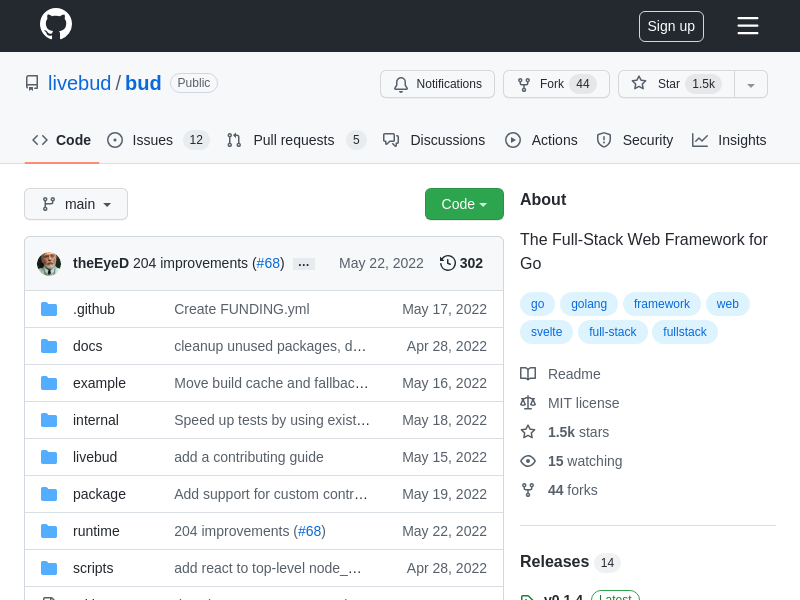 Sign up
livebud / bud Public
Notifications
Fork 44
Star 1.5k
Code
Issues 12
Pull requests 5
Discussions
Actions
Security
Insights
main
Code
theEyeD 204 improvements (#68) ... May 22, 2022 302
.github Create FUNDING.yml May 17, 2022
docs cleanup unused packages, d… Apr 28, 2022
example Move build cache and fallbac… May 16, 2022
internal Speed up tests by using exist… May 18, 2022
livebud add a contributing guide May 15, 2022
package Add support for custom contr… May 19, 2022
runtime 204 improvements (#68) May 22, 2022
scripts add react to top-level node_… Apr 28, 2022
About
The Full-Stack Web Framework for
Go
go golang framework web
svelte full-stack fullstack
Readme
MIT license
1.5k stars
15 watching
44 forks
Releases 14
v0.1.4 Latest